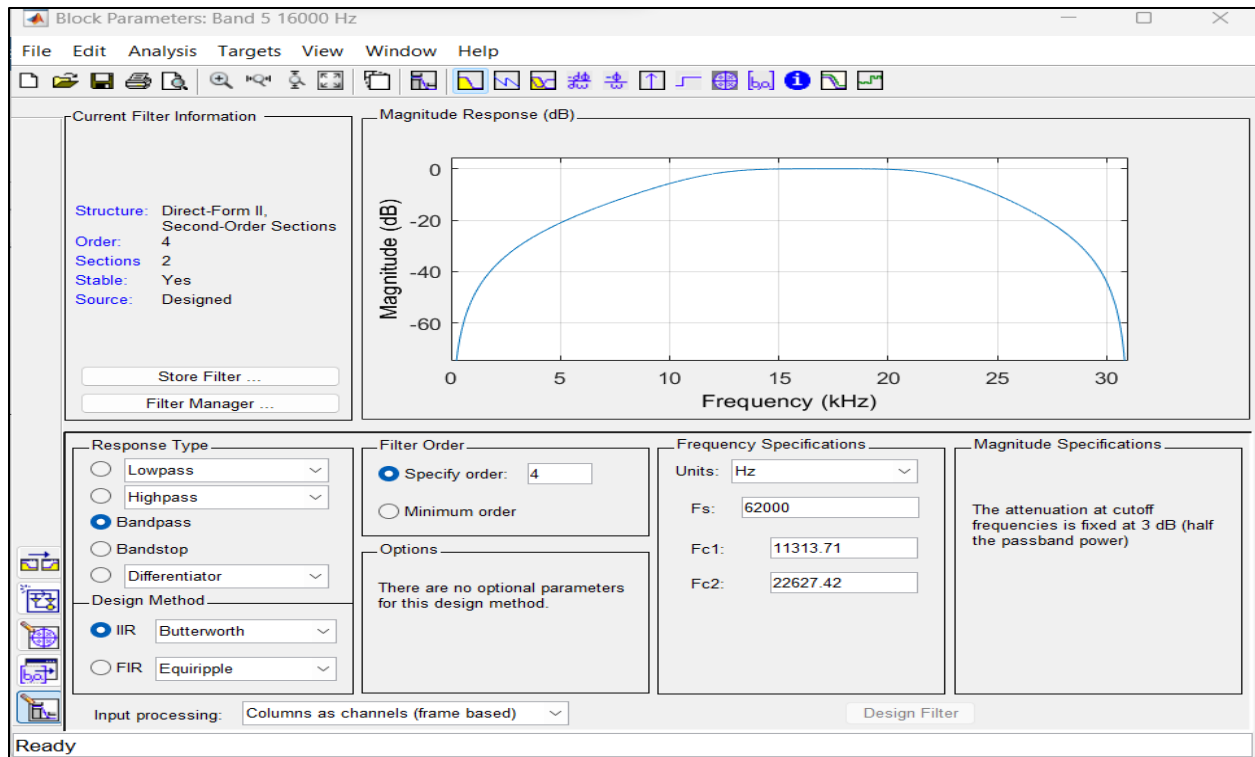 Block Parameters: Band 5 16000 Hz
File Edit Analysis Targets View Window Help
Current Filter Information
Structure: Direct-Form II,
Second-Order Sections
Order: 4
Sections 2
Stable: Yes
Source: Designed
Store Filter ...
Filter Manager ...
Magnitude Response (dB)
Magnitude (dB)
0
-20
-40
-60
0 5 10 15 20 25 30
Frequency (kHz)
Response Type
Lowpass
Highpass
Bandpass
Bandstop
Differentiator
Design Method
IIR Butterworth
FIR Equiripple
Filter Order
Specify order: 4
Minimum order
Options
There are no optional parameters
for this design method.
Frequency Specifications
Units: Hz
Fs: 62000
Fc1: 11313.71
Fc2: 22627.42
Magnitude Specifications
The attenuation at cutoff
frequencies is fixed at 3 dB (half
the passband power)
Input processing: Columns as channels (frame based)
Design Filter
Ready